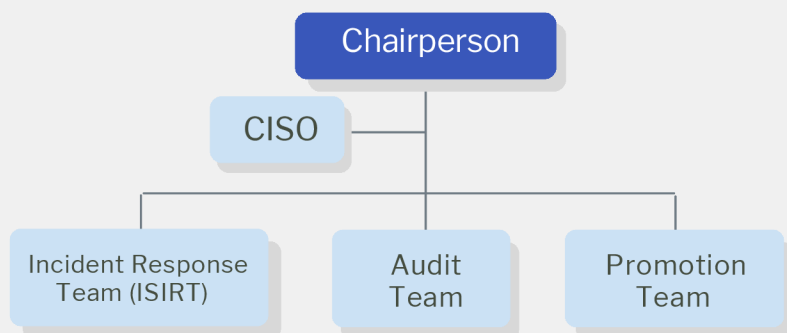 Chairperson
CISO
Incident Response
Team (ISIRT)
Audit
Team
Promotion
Team